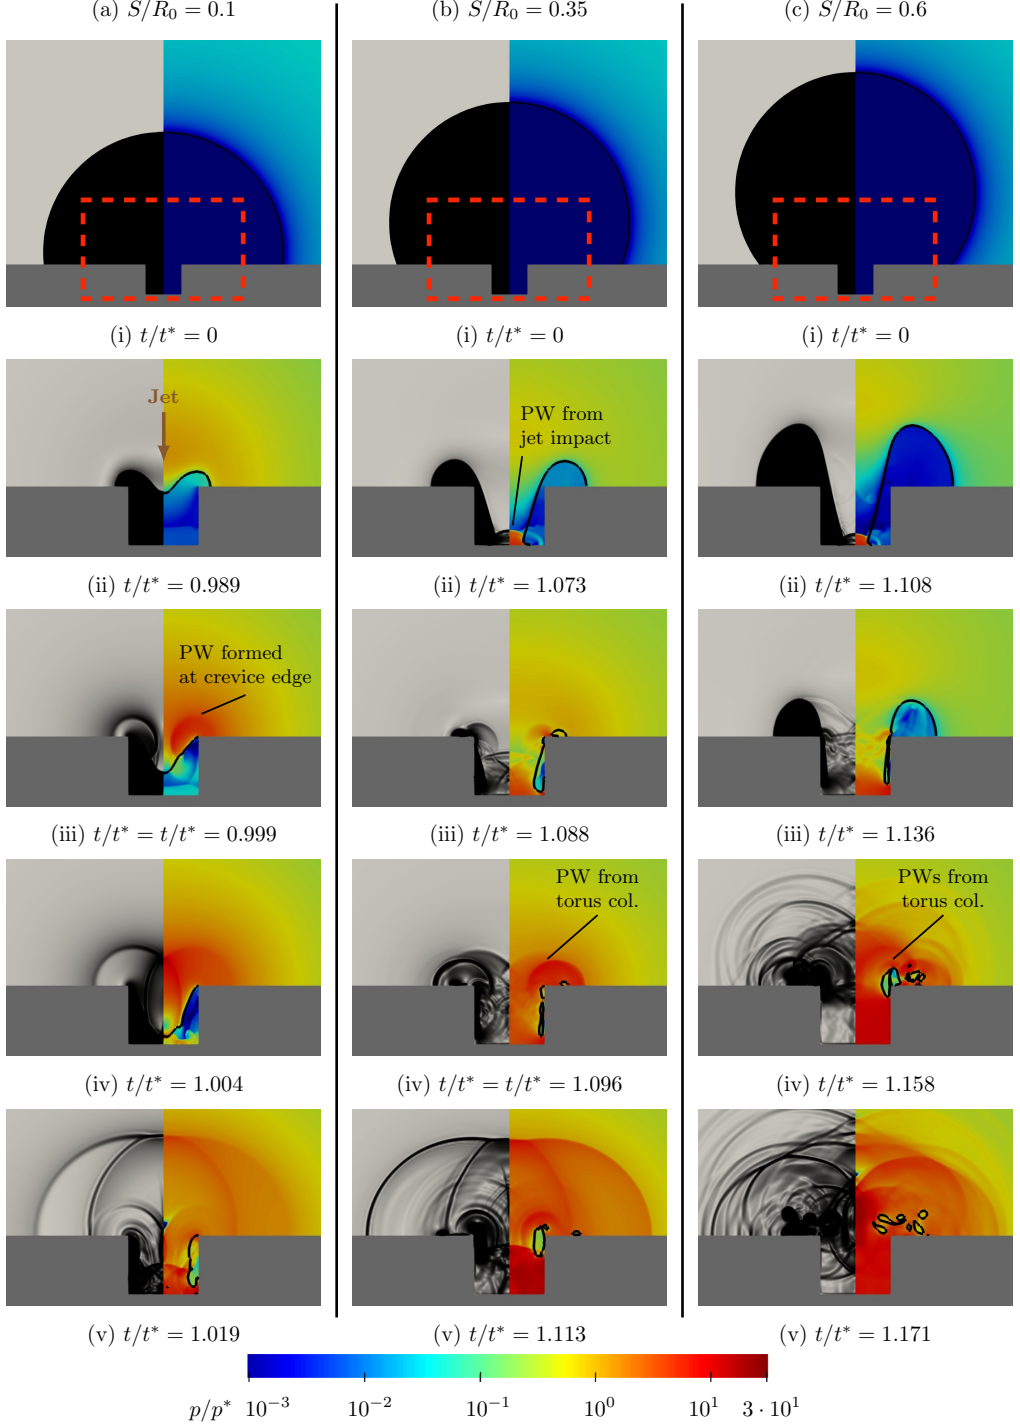 (a) S/R₀ = 0.1
(b) S/R₀ = 0.35
(c) S/R₀ = 0.6
(i) t/t* = 0
(i) t/t* = 0
(i) t/t* = 0
Jet
PW from
jet impact
(ii) t/t* = 0.989
(ii) t/t* = 1.073
(ii) t/t* = 1.108
PW formed
at crevice edge
(iii) t/t* = t/t* = 0.999
(iii) t/t* = 1.088
(iii) t/t* = 1.136
PW from
torus col.
PWs from
torus col.
(iv) t/t* = 1.004
(iv) t/t* = t/t* = 1.096
(iv) t/t* = 1.158
(v) t/t* = 1.019
(v) t/t* = 1.113
(v) t/t* = 1.171
p/p* 10⁻³ 10⁻² 10⁻¹ 10⁰ 10¹ 3 · 10¹